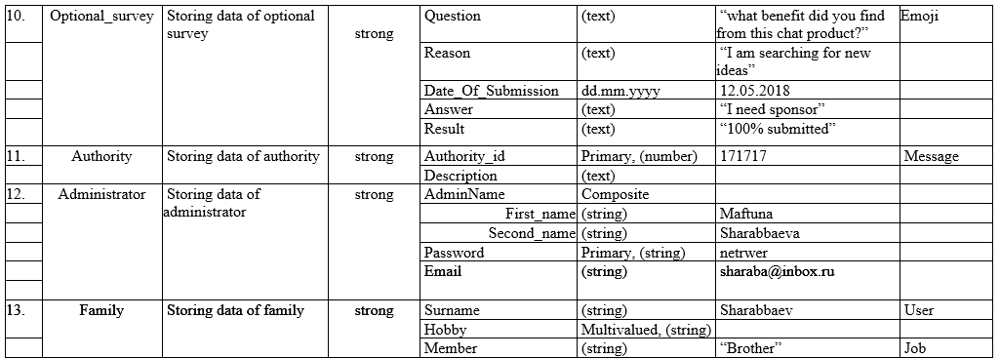 10. Optional_survey Storing data of optional strong Question (text) “what benefit did you find Emoji
survey from this chat product?”
Reason (text) “I am searching for new
ideas”
Date_Of_Submission dd.mm.yyyy 12.05.2018
Answer (text) “I need sponsor”
Result (text) “100% submitted”
11. Authority Storing data of authority strong Authority_id Primary, (number) 171717 Message
Description (text)
12. Administrator Storing data of strong AdminName Composite
administrator First_name (string) Maftuna
Second_name (string) Sharabbaeva
Password Primary, (string) netrwer
Email (string) sharaba@inbox.ru
13. Family Storing data of family strong Surname (string) Sharabbaev User
Hobby Multivalued, (string)
Member (string) “Brother” Job